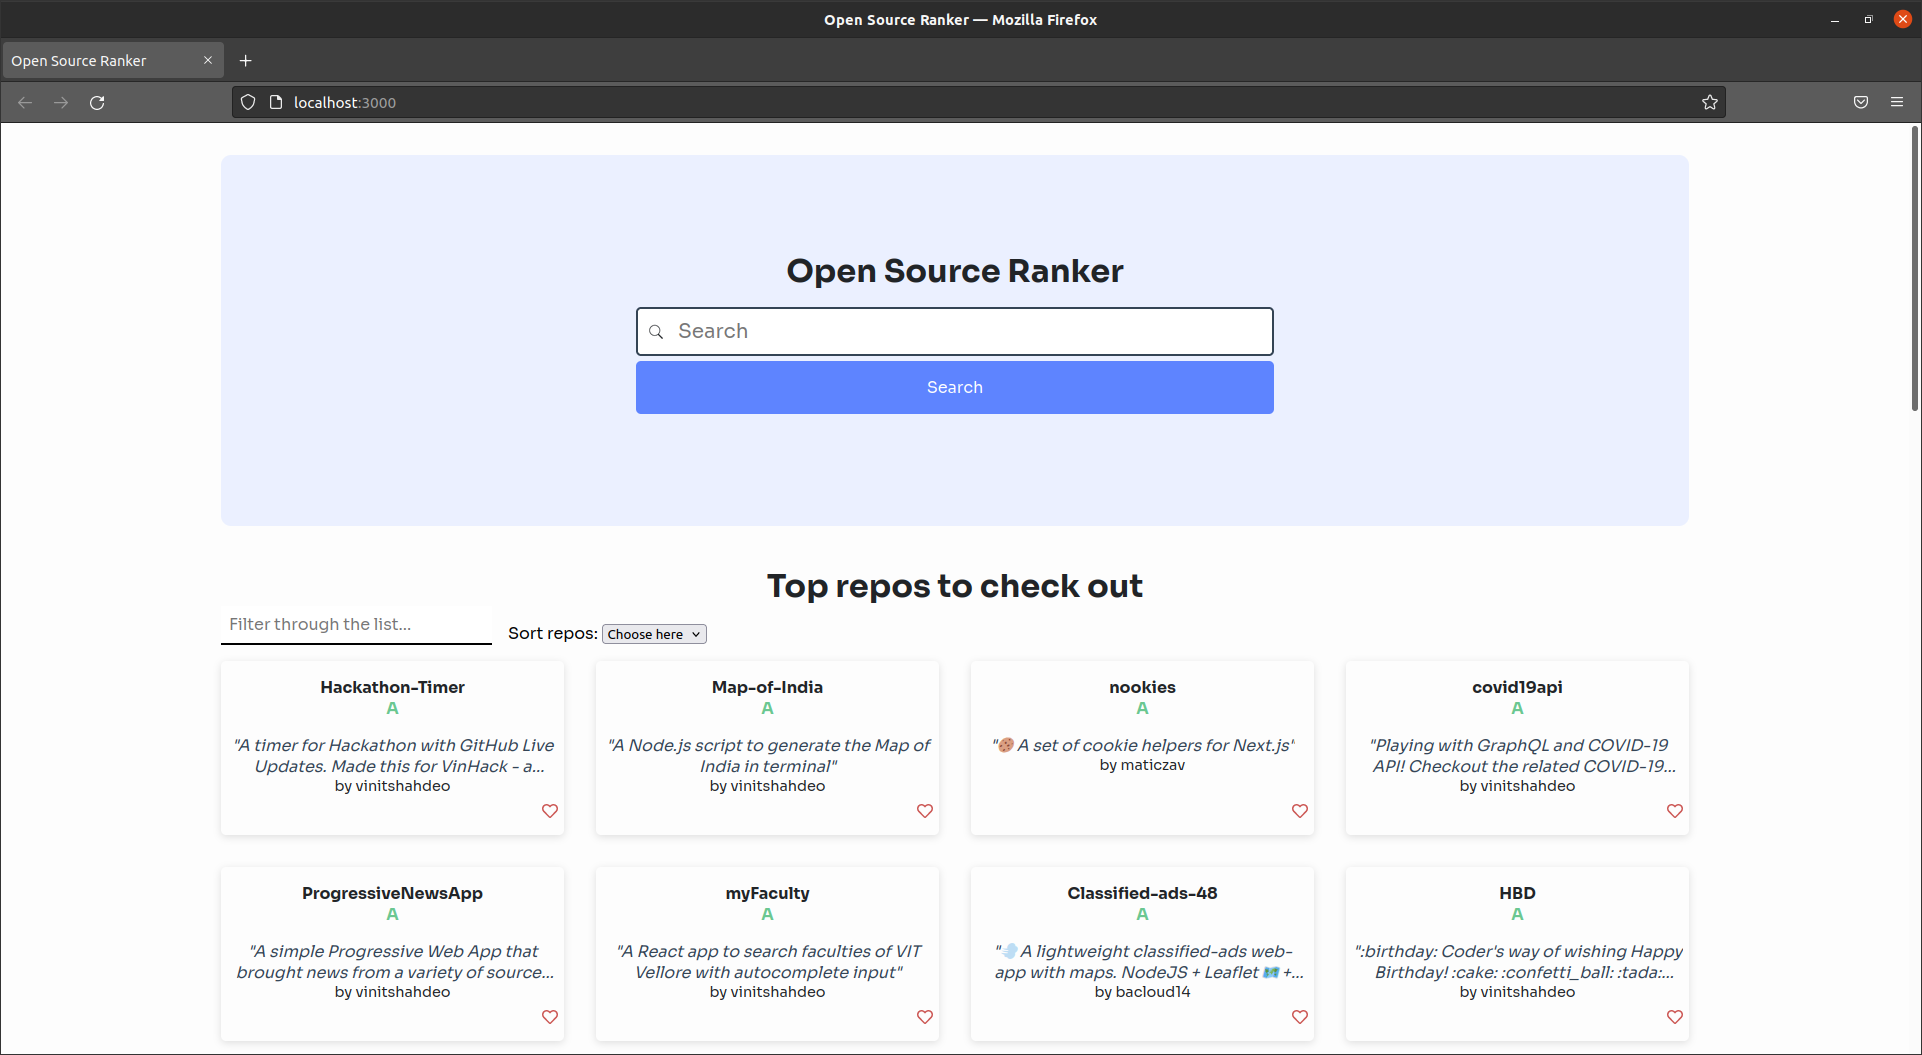 Open Source Ranker — Mozilla Firefox
Open Source Ranker
localhost:3000
Open Source Ranker
Search
Search
Top repos to check out
Filter through the list...
Sort repos: Choose here
Hackathon-Timer
A
"A timer for Hackathon with GitHub Live
Updates. Made this for VinHack - a...
by vinitshahdeo
Map-of-India
A
"A Node.js script to generate the Map of
India in terminal"
by vinitshahdeo
nookies
A
"🍪 A set of cookie helpers for Next.js"
by maticzav
covid19api
A
"Playing with GraphQL and COVID-19
API! Checkout the related COVID-19...
by vinitshahdeo
ProgressiveNewsApp
A
"A simple Progressive Web App that
brought news from a variety of source...
by vinitshahdeo
myFaculty
A
"A React app to search faculties of VIT
Vellore with autocomplete input"
by vinitshahdeo
Classified-ads-48
A
"💨 A lightweight classified-ads web-
app with maps. NodeJS + Leaflet 🗺️ +...
by bacloud14
HBD
A
":birthday: Coder's way of wishing Happy
Birthday! :cake: :confetti_ball: :tada:...
by vinitshahdeo